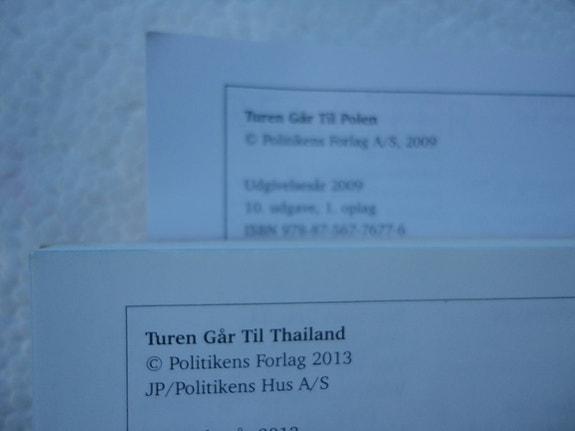 Turen Går Til Polen
© Politikens Forlag A/S, 2009
Udgivelsesår 2009
10. udgave, 1. oplag
ISBN 978-87-567-7677-6
Turen Går Til Thailand
© Politikens Forlag 2013
JP/Politikens Hus A/S